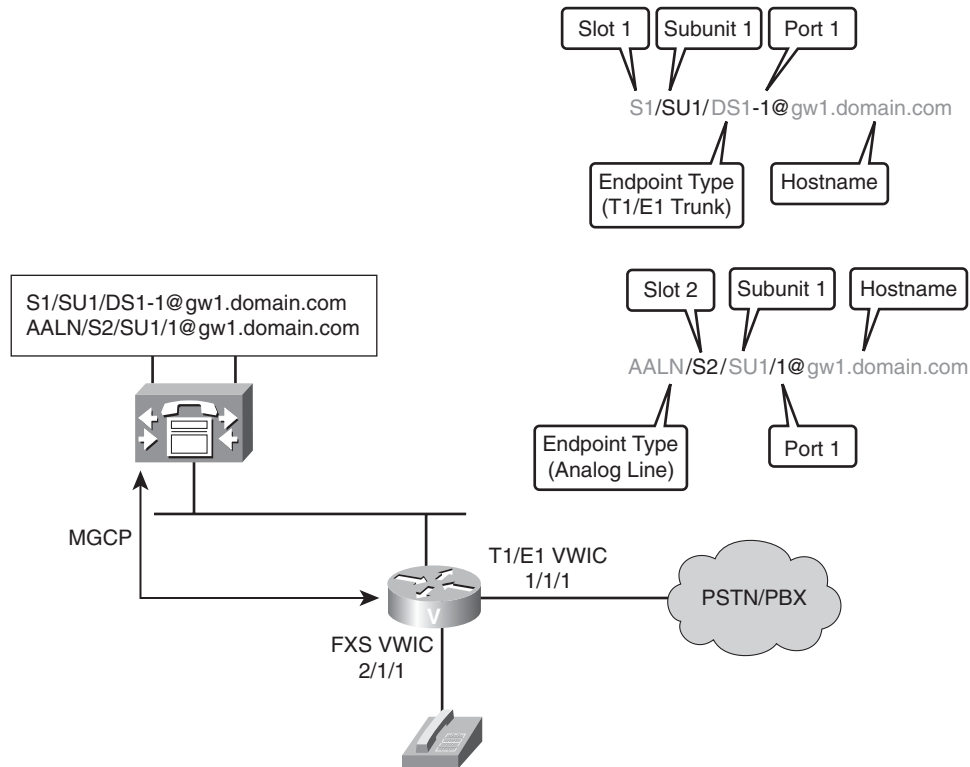 Slot 1
Subunit 1
Port 1
S1/SU1/DS1-1@gw1.domain.com
Endpoint Type
(T1/E1 Trunk)
Hostname
Slot 2
Subunit 1
Hostname
AALN/S2/SU1/1@gw1.domain.com
Endpoint Type
(Analog Line)
Port 1
S1/SU1/DS1-1@gw1.domain.com
AALN/S2/SU1/1@gw1.domain.com
MGCP
T1/E1 VWIC
1/1/1
PSTN/PBX
V
FXS VWIC
2/1/1